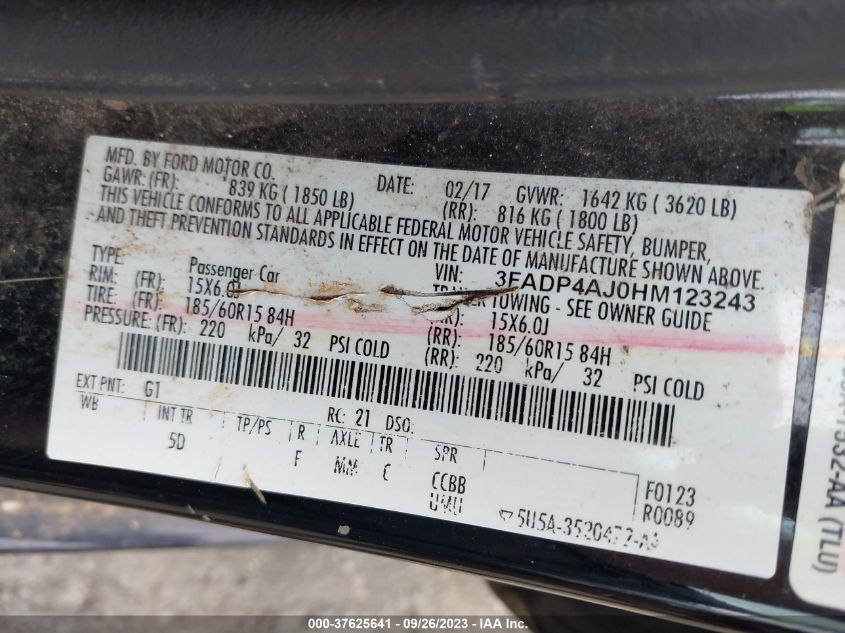 MFD. BY FORD MOTOR CO. DATE: 02/17 GVWR: 1642 KG ( 3620 LB)
GAWR: (FR): 839 KG ( 1850 LB) (RR): 816 KG ( 1800 LB)
THIS VEHICLE CONFORMS TO ALL APPLICABLE FEDERAL MOTOR VEHICLE SAFETY, BUMPER,
AND THEFT PREVENTION STANDARDS IN EFFECT ON THE DATE OF MANUFACTURE SHOWN ABOVE.
VIN: 3FADP4AJ0HM123243
TYPE: Passenger Car TOWING - SEE OWNER GUIDE
RIM: (FR): 15X6.0J 15X6.0J
TIRE: (FR): 185/60R15 84H (RR): 185/60R15 84H
PRESSURE: (FR): 220 kPa/ 32 PSI COLD (RR): 220 kPa/ 32 PSI COLD
EXT PNT: G1 RC: 21 DSO:
WB INT TR TP/PS R AXLE TR SPR
5D F MM C CCBB
UMU
F0123
R0089
5U5A-3520472-AA
000-37625641 - 09/26/2023 - IAA Inc.